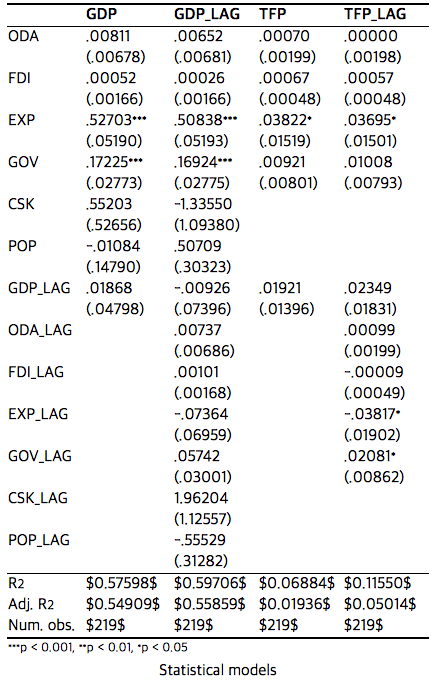 GDP GDP_LAG TFP TFP_LAG
ODA .00811 .00652 .00070 .00000
(.00678) (.00681) (.00199) (.00198)
FDI .00052 .00026 .00067 .00057
(.00166) (.00166) (.00048) (.00048)
EXP .52703*** .50838*** .03822* .03695*
(.05190) (.05193) (.01519) (.01501)
GOV .17225*** .16924*** .00921 .01008
(.02773) (.02775) (.00801) (.00793)
CSK .55203 -1.33550
(.52656) (1.09380)
POP -.01084 .50709
(.14790) (.30323)
GDP_LAG .01868 -.00926 .01921 .02349
(.04798) (.07396) (.01396) (.01831)
ODA_LAG .00737 .00099
(.00686) (.00199)
FDI_LAG .00101 -.00009
(.00168) (.00049)
EXP_LAG -.07364 -.03817*
(.06959) (.01902)
GOV_LAG .05742 .02081*
(.03001) (.00862)
CSK_LAG 1.96204
(1.12557)
POP_LAG -.55529
(.31282)
R2 $0.57598$ $0.59706$ $0.06884$ $0.11550$
Adj. R2 $0.54909$ $0.55859$ $0.01936$ $0.05014$
Num. obs. $219$ $219$ $219$ $219$
***p < 0.001, **p < 0.01, *p < 0.05
Statistical models